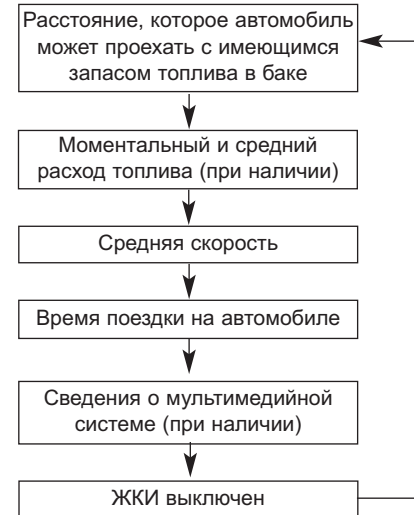 Расстояние, которое автомобиль
может проехать с имеющимся
запасом топлива в баке
Моментальный и средний
расход топлива (при наличии)
Средняя скорость
Время поездки на автомобиле
Сведения о мультимедийной
системе (при наличии)
ЖКИ выключен